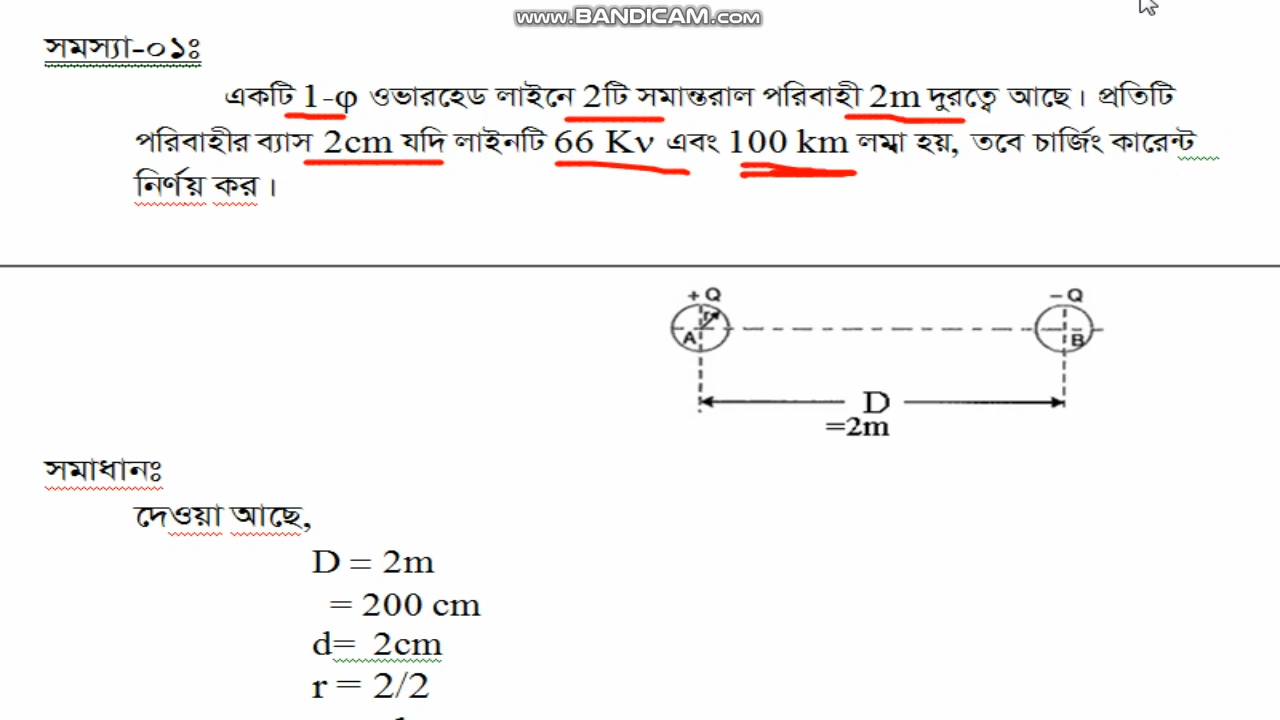 www.BANDICAM.com
সমস্যা-০১ঃ
একটি 1-φ ওভারহেড লাইনে 2টি সমান্তরাল পরিবাহী 2m দুরত্বে আছে। প্রতিটি
পরিবাহীর ব্যাস 2cm যদি লাইনটি 66 Kv এবং 100 km লম্বা হয়, তবে চার্জিং কারেন্ট
নির্ণয় কর।
+ Q
− Q
r
A
B
D
=2m
সমাধানঃ
দেওয়া আছে,
D = 2m
= 200 cm
d= 2cm
r = 2/2